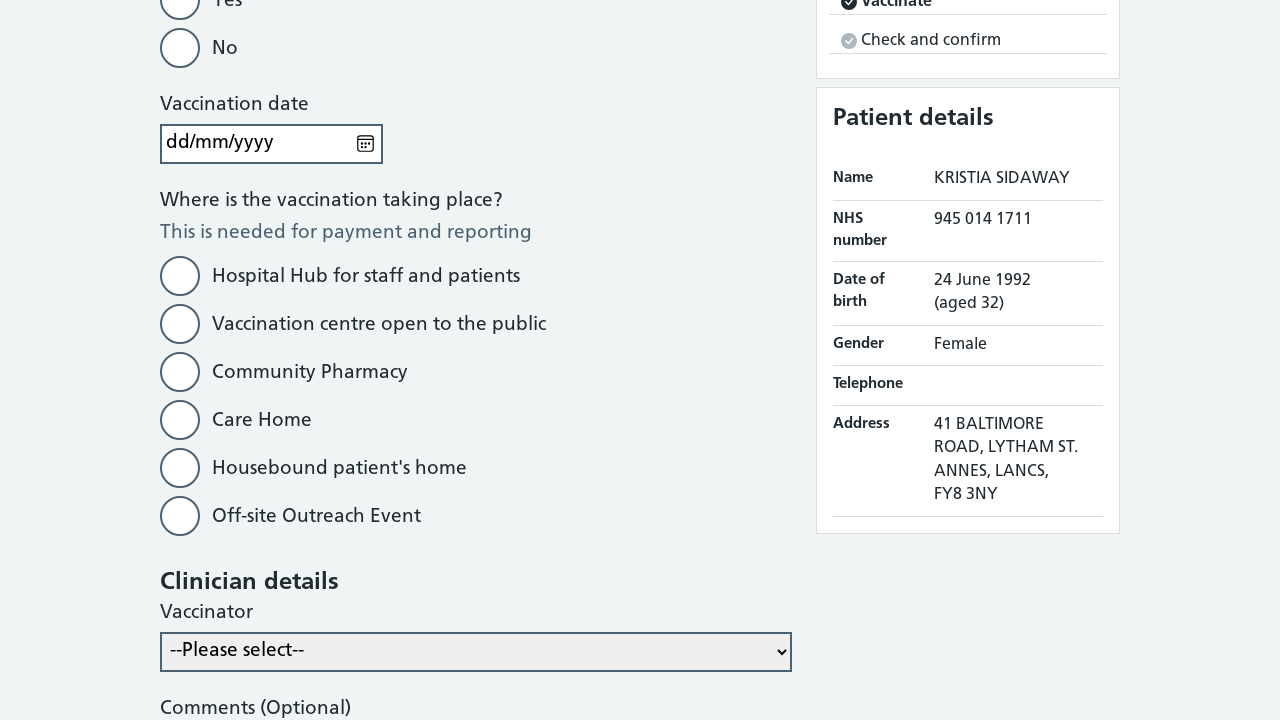 Yes
No
Vaccination date
dd/mm/yyyy
Where is the vaccination taking place?
This is needed for payment and reporting
Hospital Hub for staff and patients
Vaccination centre open to the public
Community Pharmacy
Care Home
Housebound patient's home
Off-site Outreach Event
Clinician details
Vaccinator
--Please select--
Comments (Optional)
Vaccinate
Check and confirm
Patient details
Name KRISTIA SIDAWAY
NHS number 945 014 1711
Date of birth 24 June 1992
(aged 32)
Gender Female
Telephone
Address 41 BALTIMORE
ROAD, LYTHAM ST.
ANNES, LANCS,
FY8 3NY